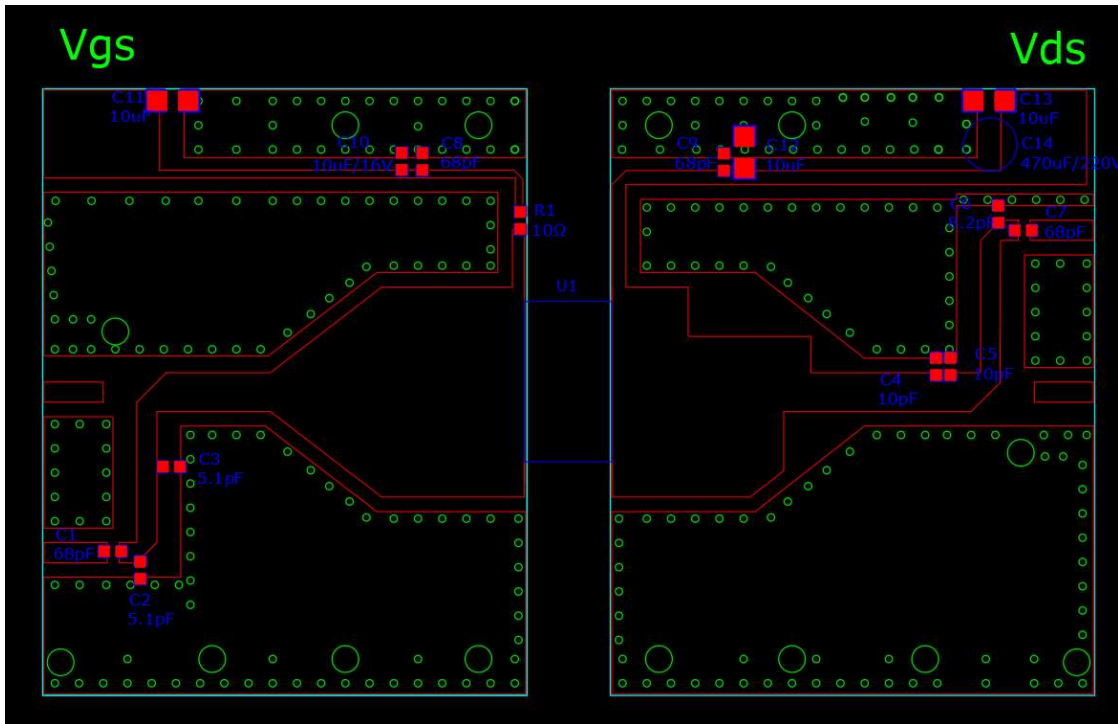 Vgs
Vds
C11
10uF
C10
10uF/16V
C8
68pF
C9
68pF
C12
10uF
C13
10uF
C14
470uF/220V
R1
10Ω
8.2pF
C7
68pF
U1
C5
10pF
C4
10pF
C3
5.1pF
C1
68pF
C2
5.1pF